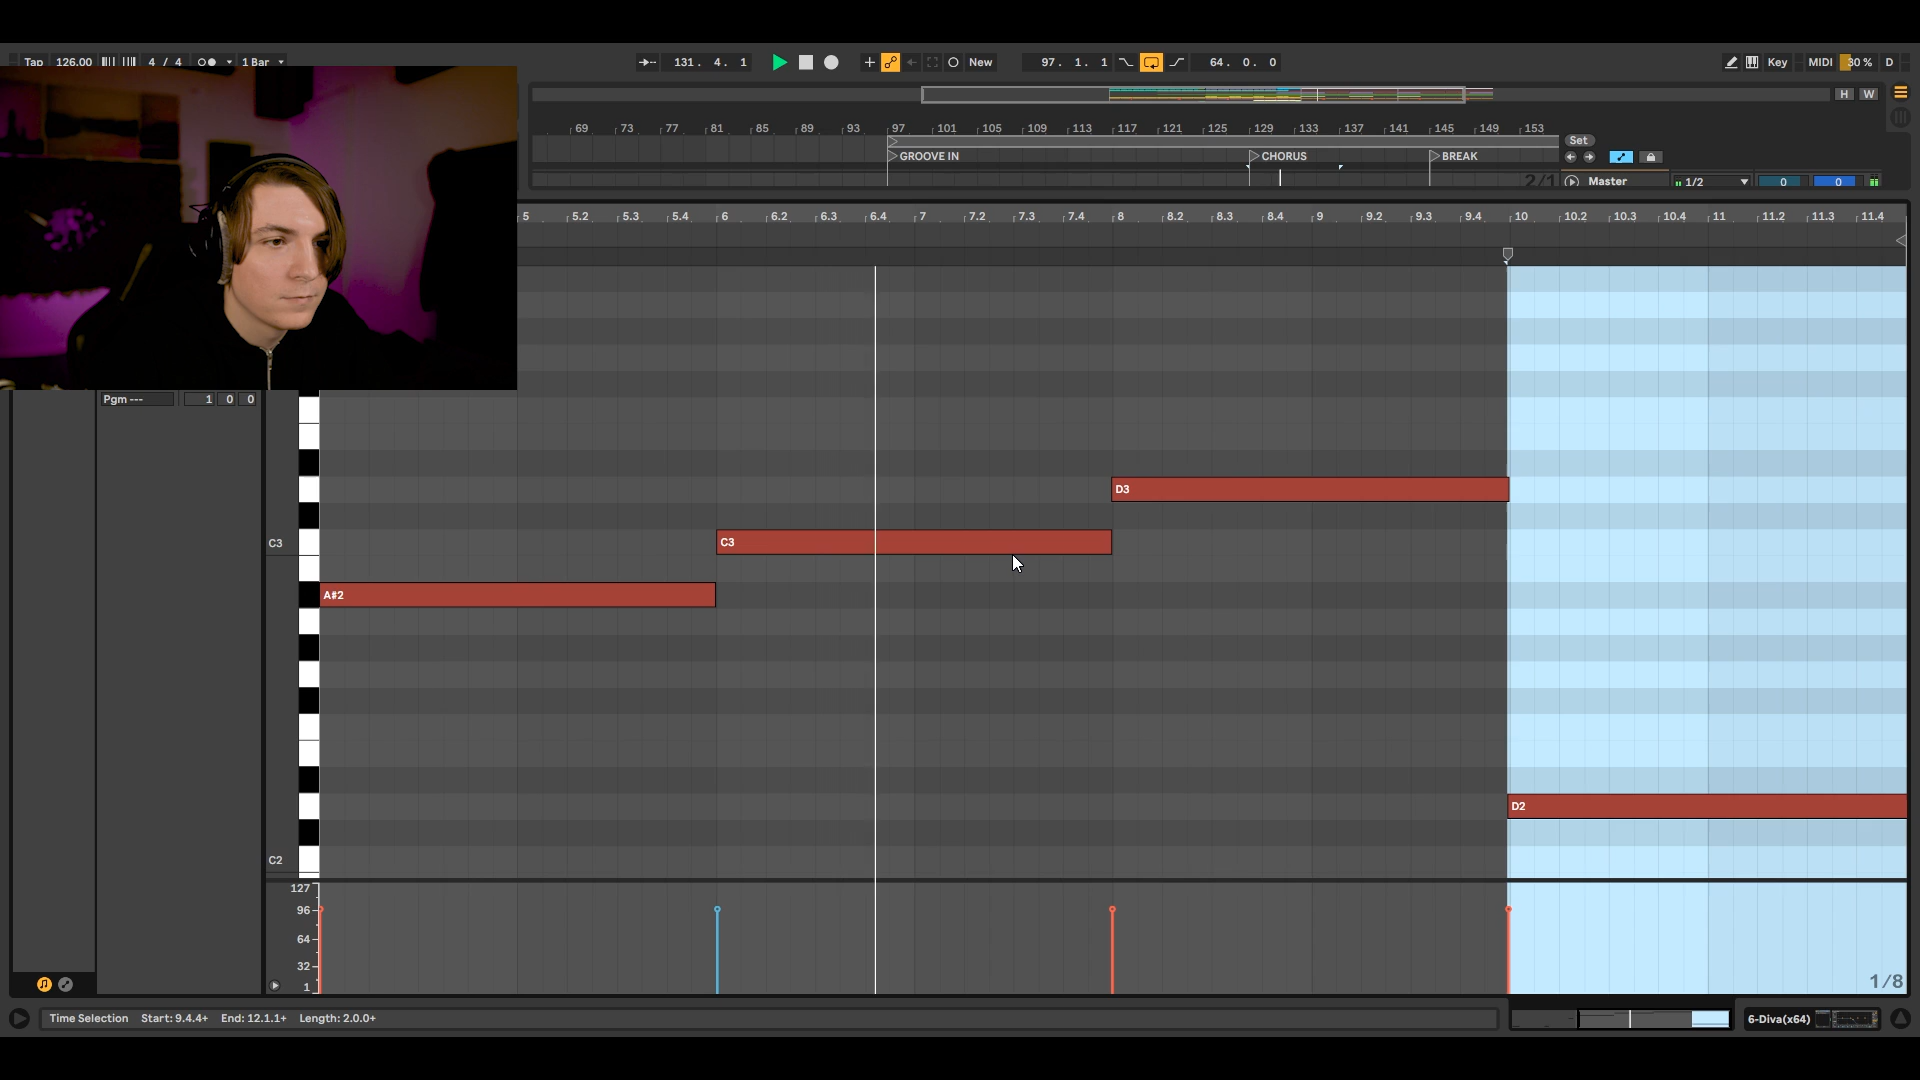 Tap 126.00 4 / 4 1 Bar 131. 4. 1 New 97. 1. 1 64. 0. 0 Key MIDI 30 % D
H W
69 73 77 81 85 89 93 97 101 105 109 113 117 121 125 129 133 137 141 145 149 153
Set
GROOVE IN CHORUS BREAK
2/1 Master 1/2 0 0
5 5.2 5.3 5.4 6 6.2 6.3 6.4 7 7.2 7.3 7.4 8 8.2 8.3 8.4 9 9.2 9.3 9.4 10 10.2 10.3 10.4 11 11.2 11.3 11.4
Pgm --- 1 0 0
D3
C3 C3
A#2
D2
C2
127
96
64
32
1 1/8
Time Selection Start: 9.4.4+ End: 12.1.1+ Length: 2.0.0+ 6-Diva(x64)